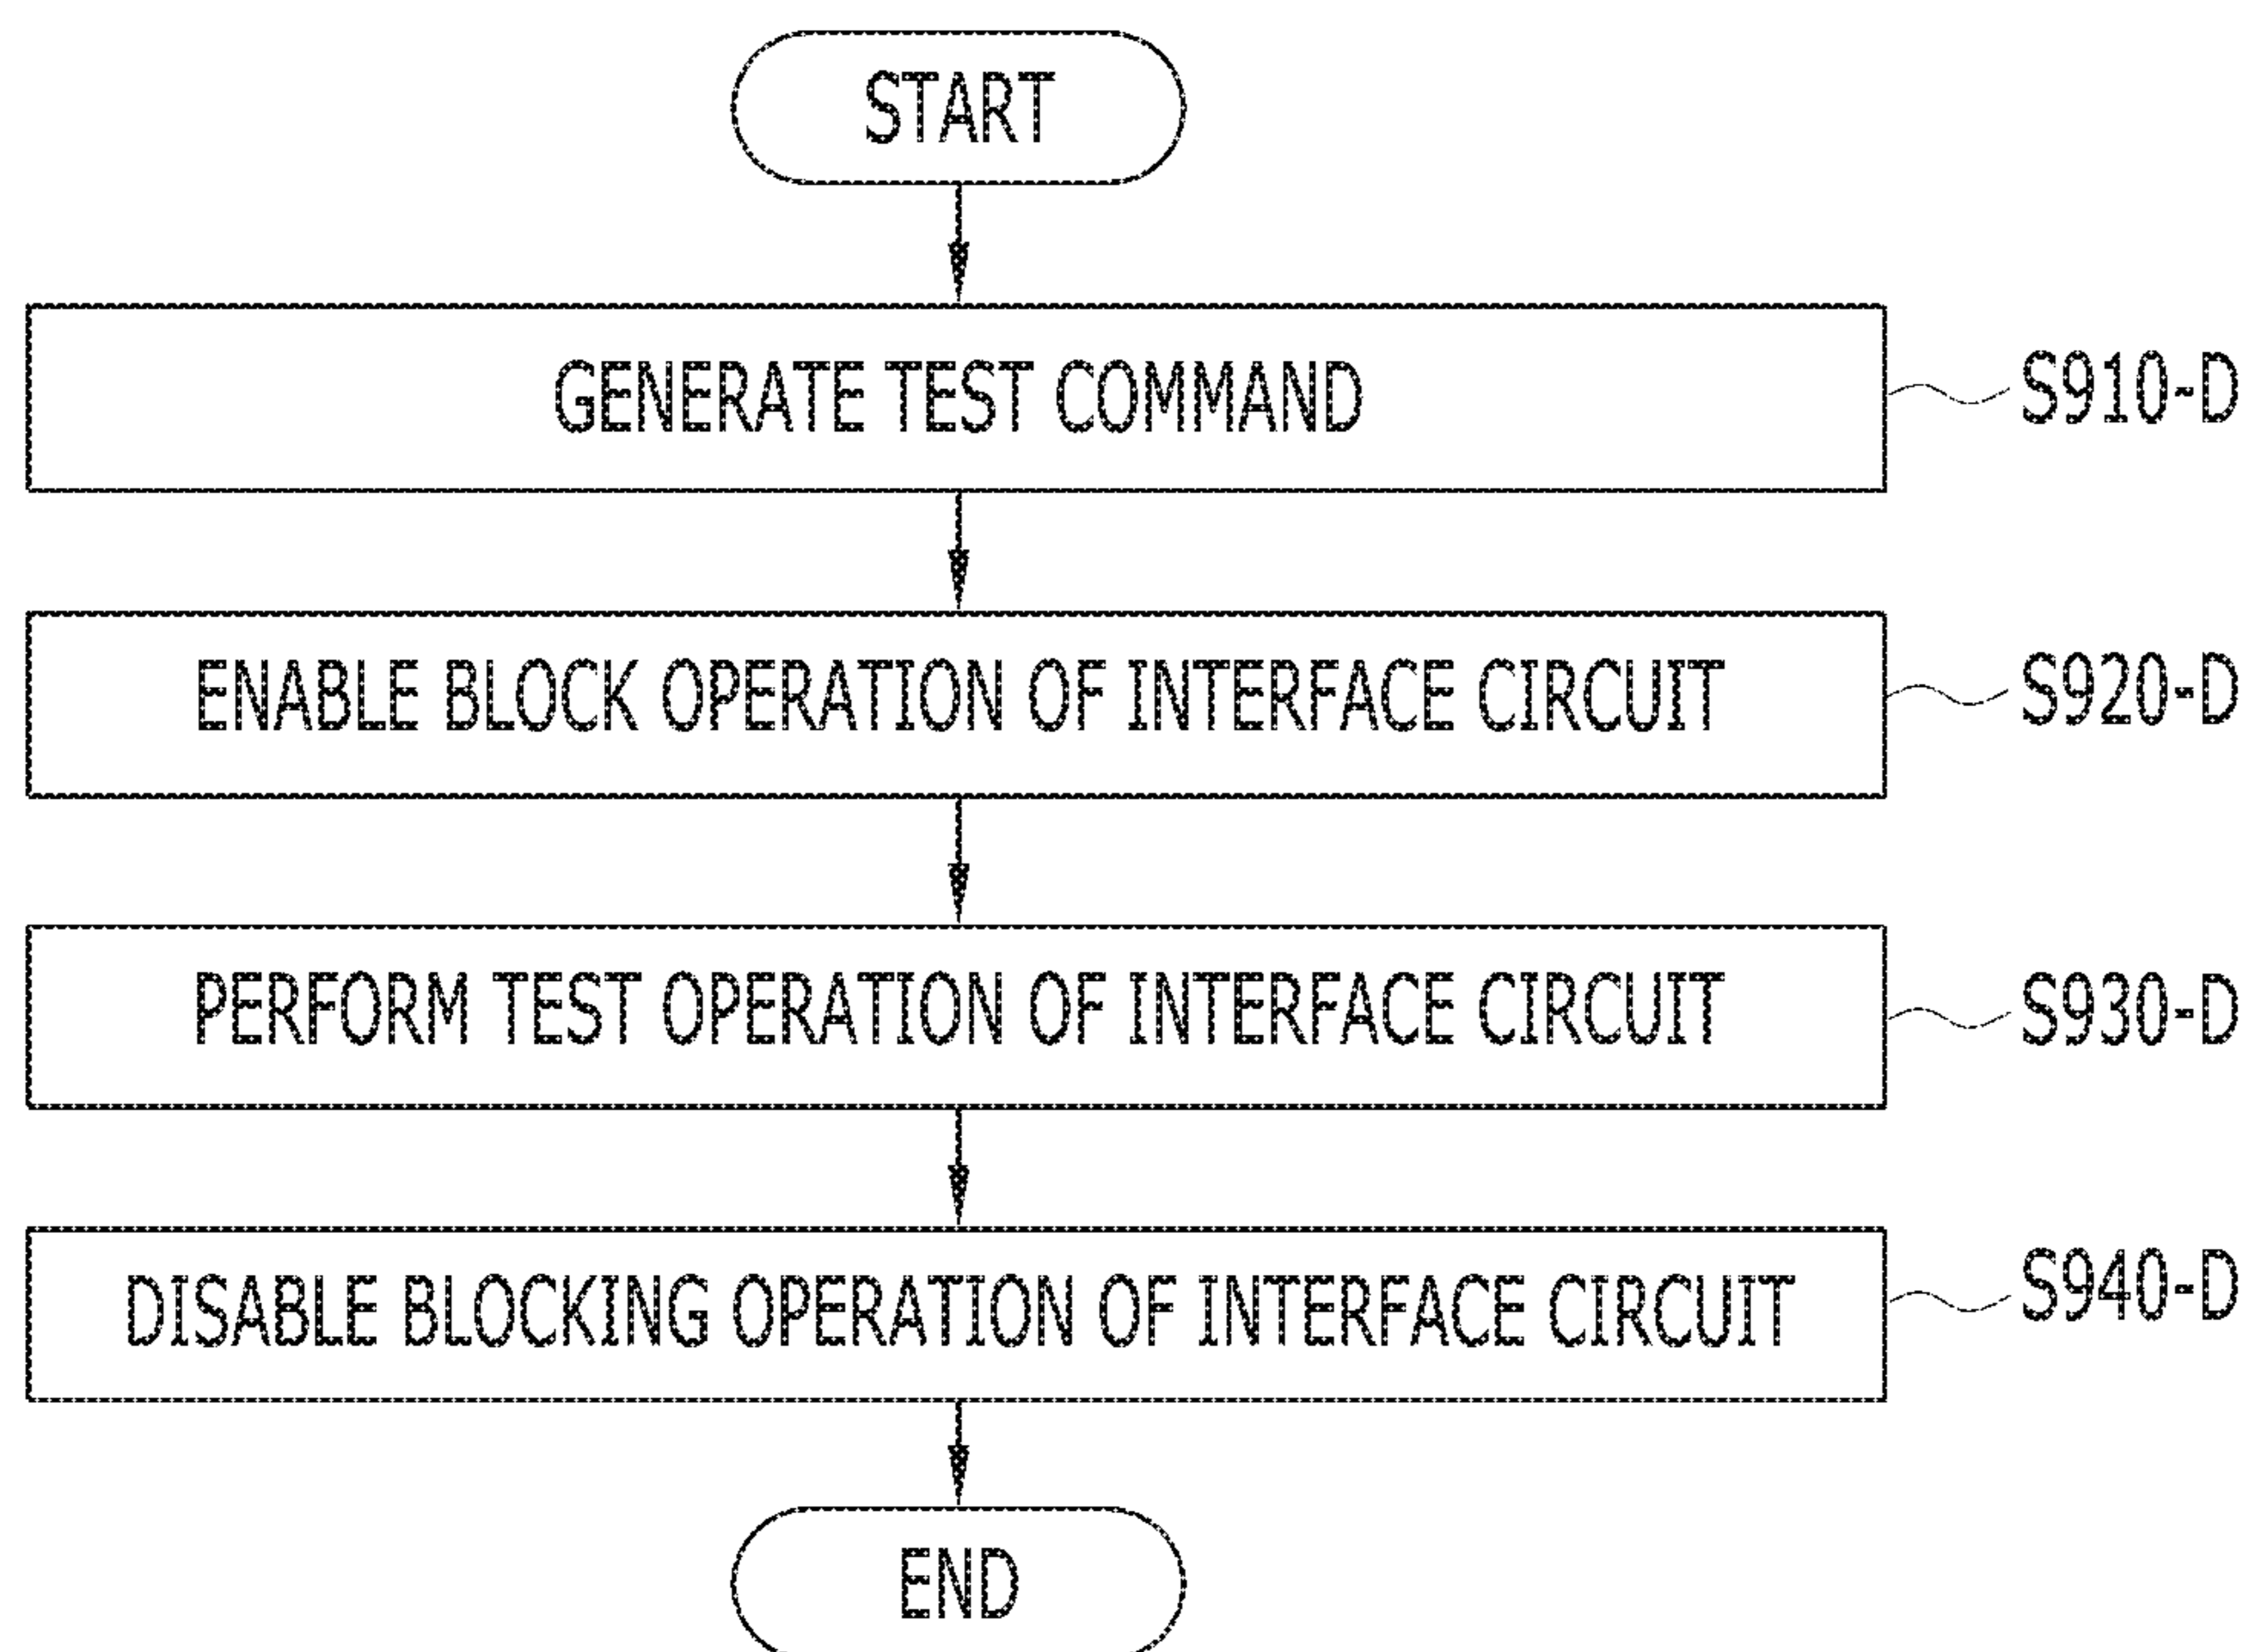 START
GENERATE TEST COMMAND
S910-D
ENABLE BLOCK OPERATION OF INTERFACE CIRCUIT
S920-D
PERFORM TEST OPERATION OF INTERFACE CIRCUIT
S930-D
DISABLE BLOCKING OPERATION OF INTERFACE CIRCUIT
S940-D
END